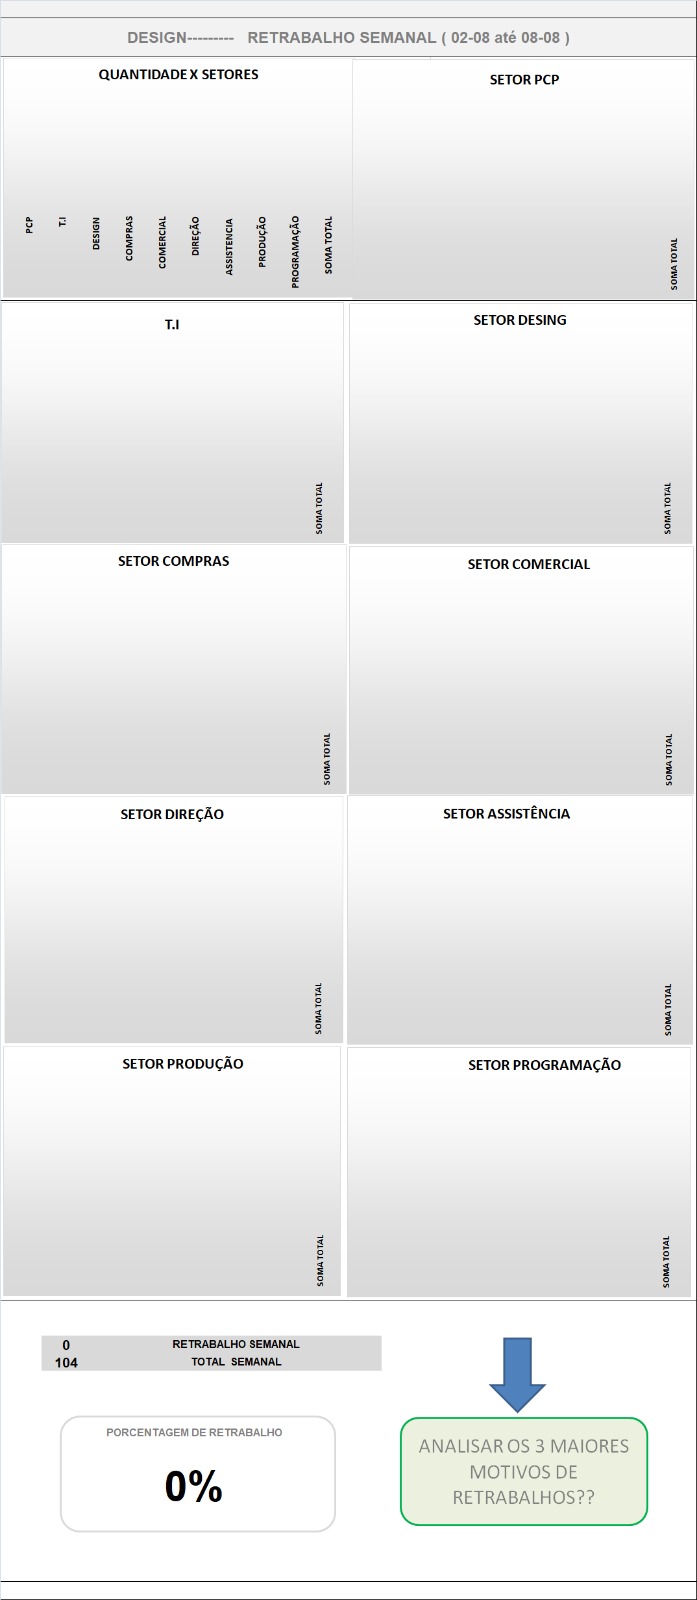 DESIGN--------- RETRABALHO SEMANAL ( 02-08 até 08-08 )
QUANTIDADE X SETORES
PCP
T.I
DESIGN
COMPRAS
COMERCIAL
DIREÇÃO
ASSISTENCIA
PRODUÇÃO
PROGRAMAÇÃO
SOMA TOTAL
SETOR PCP
SOMA TOTAL
T.I
SOMA TOTAL
SETOR DESING
SOMA TOTAL
SETOR COMPRAS
SOMA TOTAL
SETOR COMERCIAL
SOMA TOTAL
SETOR DIREÇÃO
SOMA TOTAL
SETOR ASSISTÊNCIA
SOMA TOTAL
SETOR PRODUÇÃO
SOMA TOTAL
SETOR PROGRAMAÇÃO
SOMA TOTAL
0 RETRABALHO SEMANAL
104 TOTAL SEMANAL
PORCENTAGEM DE RETRABALHO
0%
ANALISAR OS 3 MAIORES
MOTIVOS DE
RETRABALHOS??